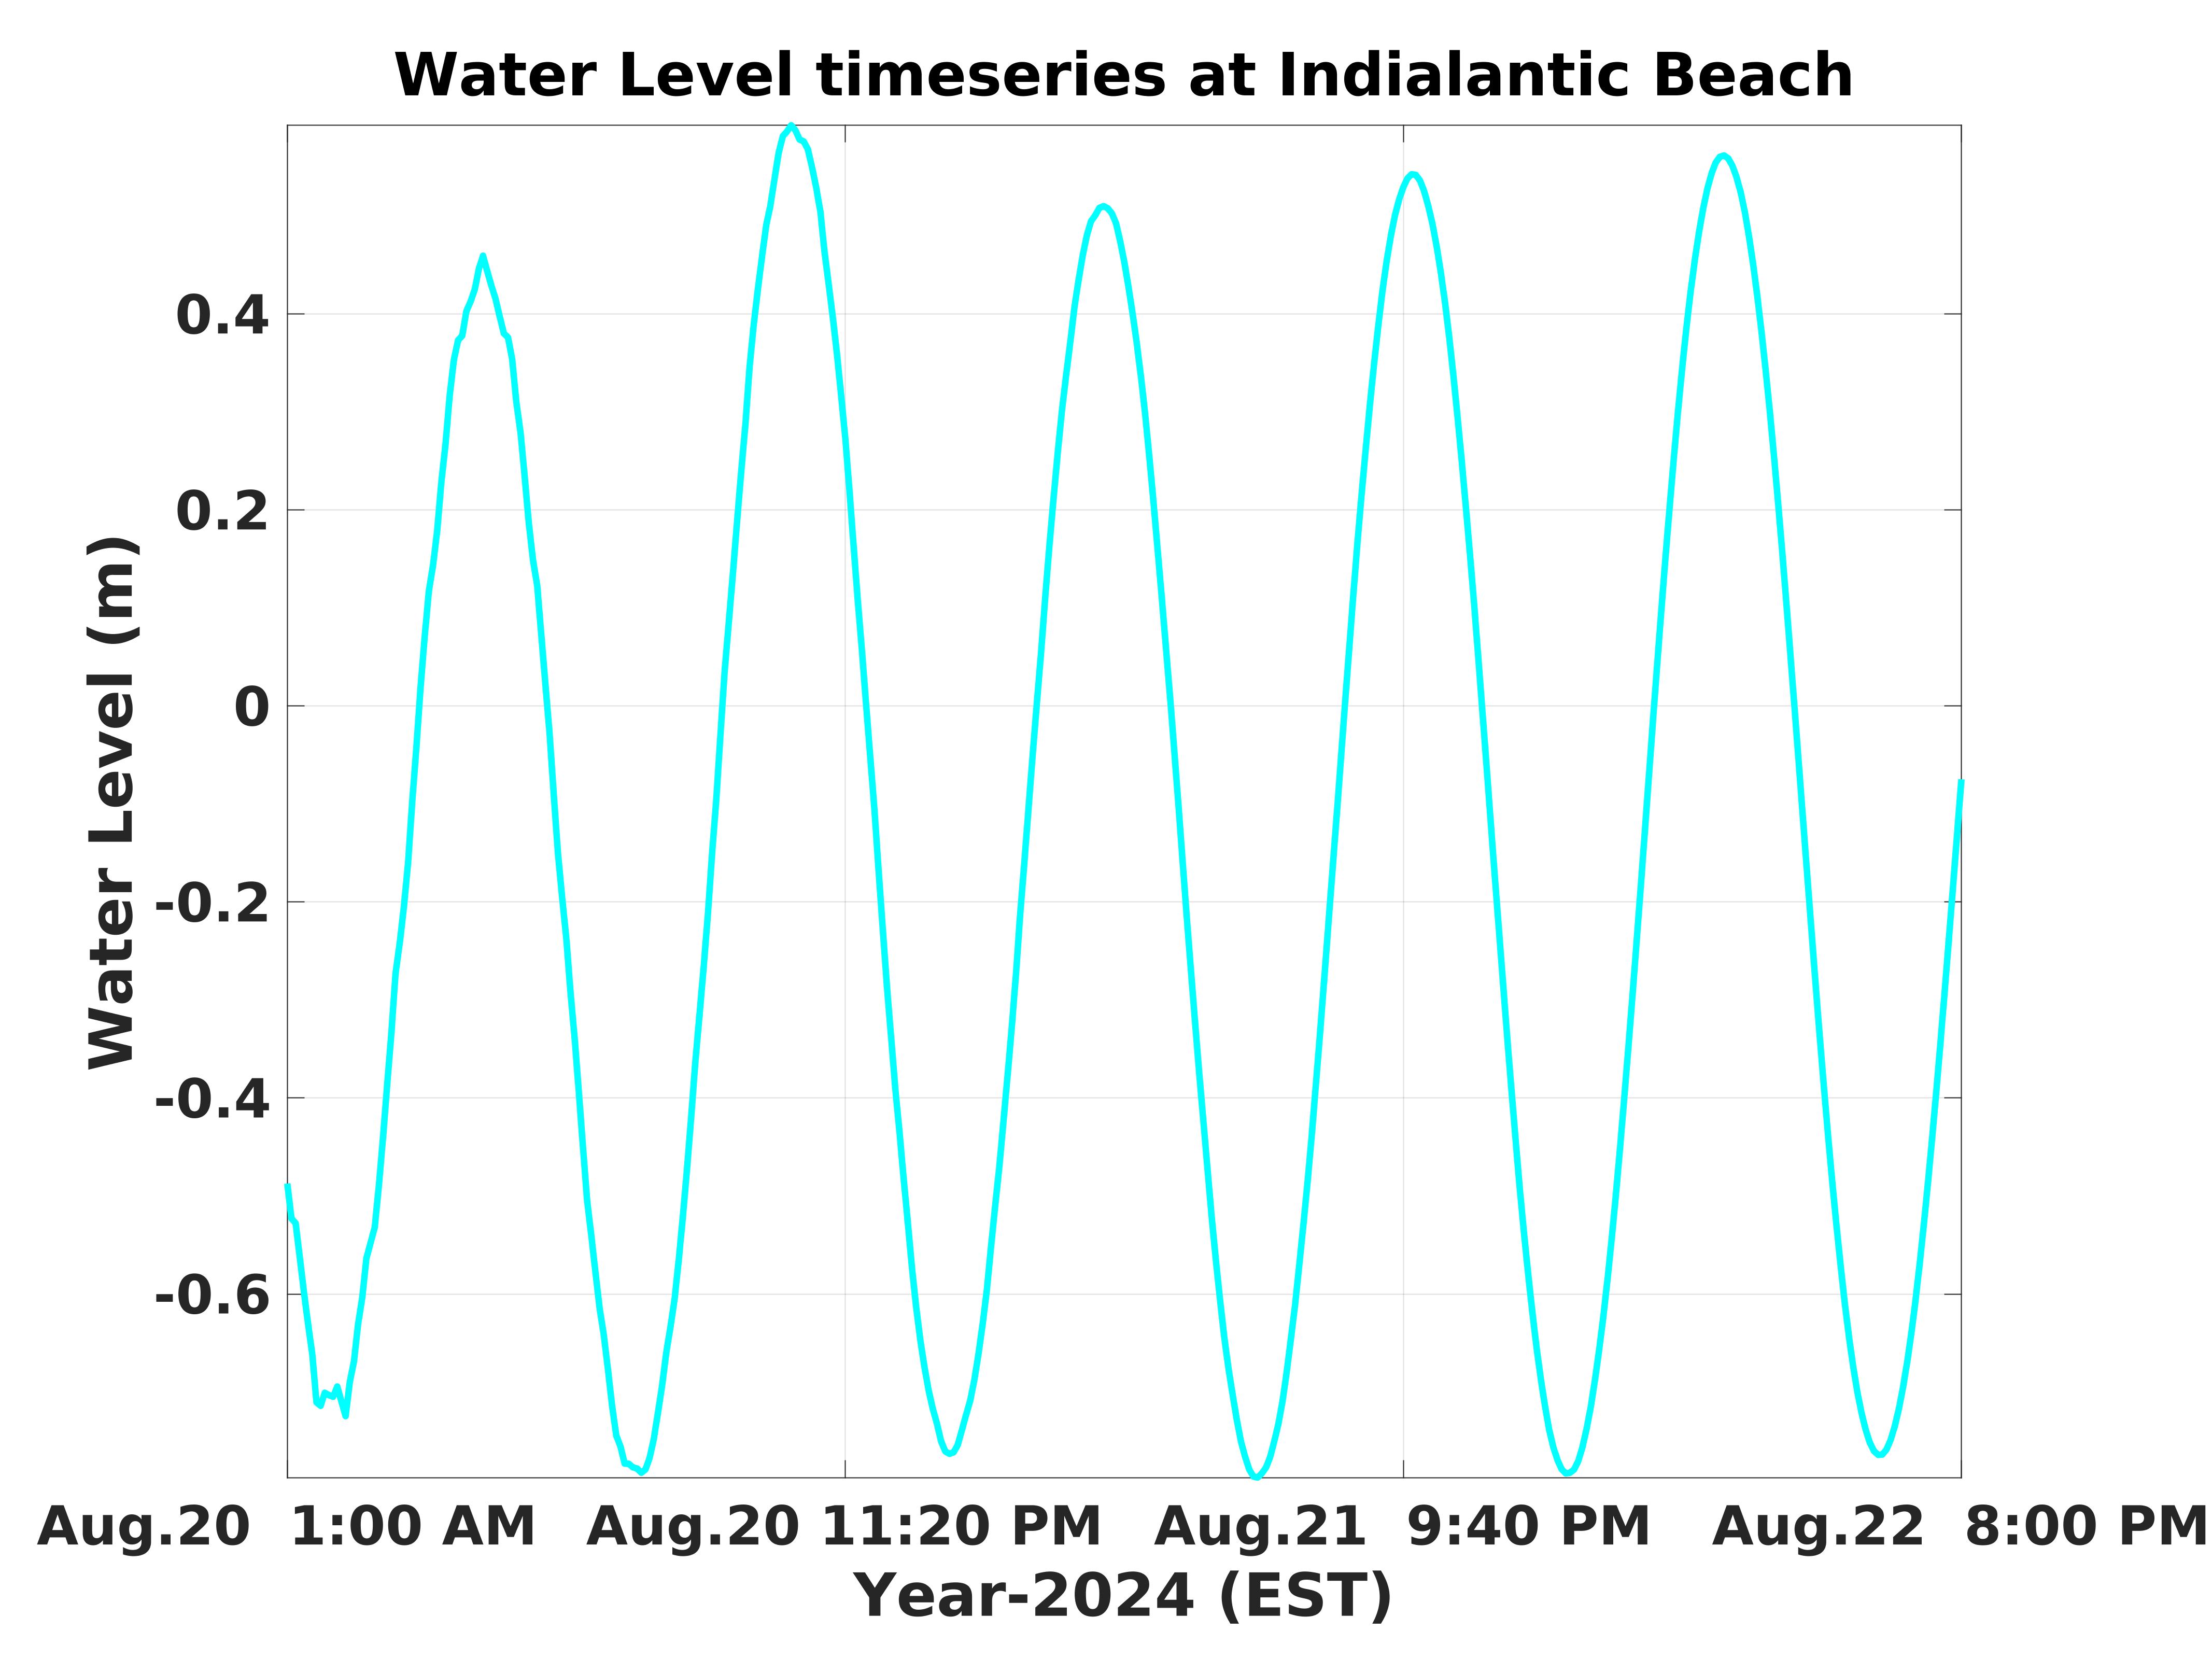 Water Level timeseries at Indialantic Beach
0.4
0.2
0
-0.2
-0.4
-0.6
Water Level (m)
Aug.20 1:00 AM Aug.20 11:20 PM Aug.21 9:40 PM Aug.22 8:00 PM
Year-2024 (EST)